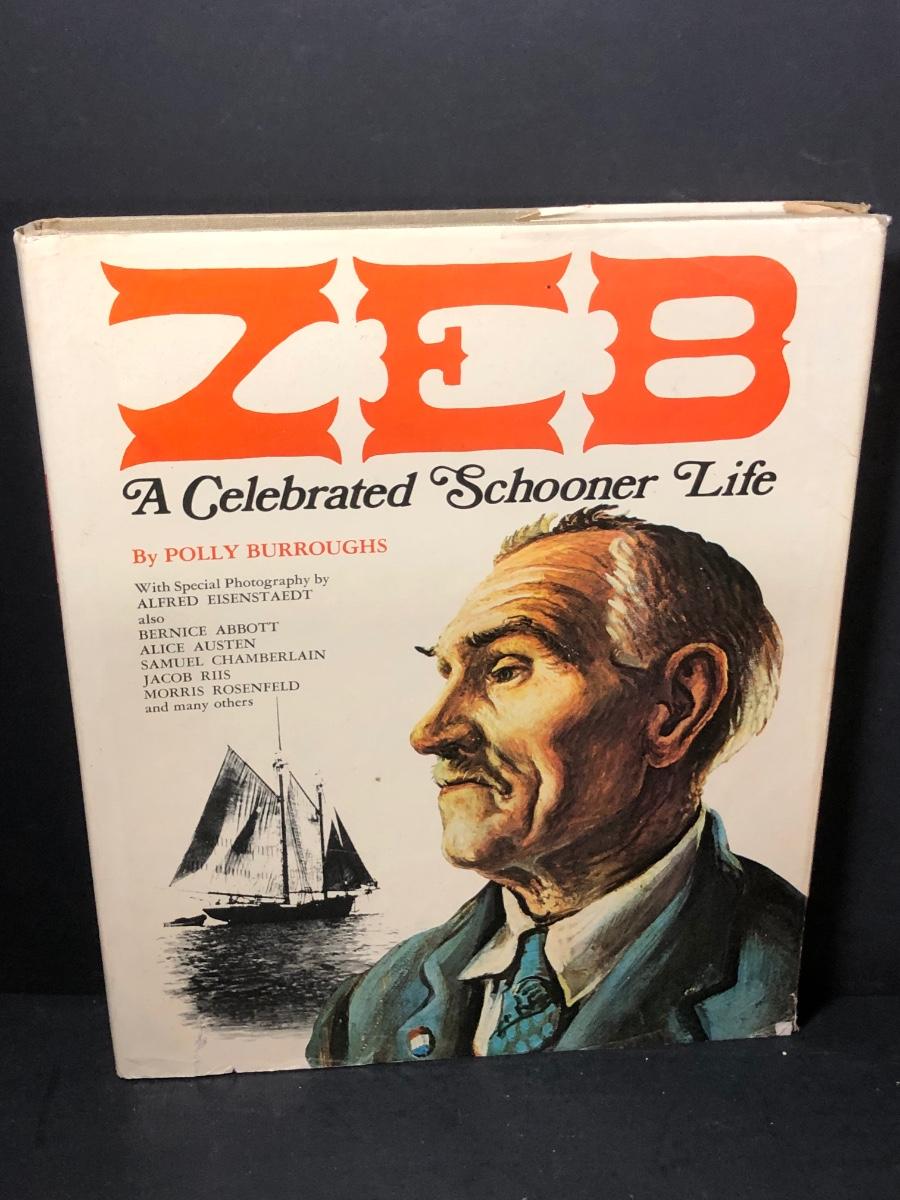 ZEB
A Celebrated Schooner Life
By POLLY BURROUGHS
With Special Photography by
ALFRED EISENSTAEDT
also
BERNICE ABBOTT
ALICE AUSTEN
SAMUEL CHAMBERLAIN
JACOB RIIS
MORRIS ROSENFELD
and many others